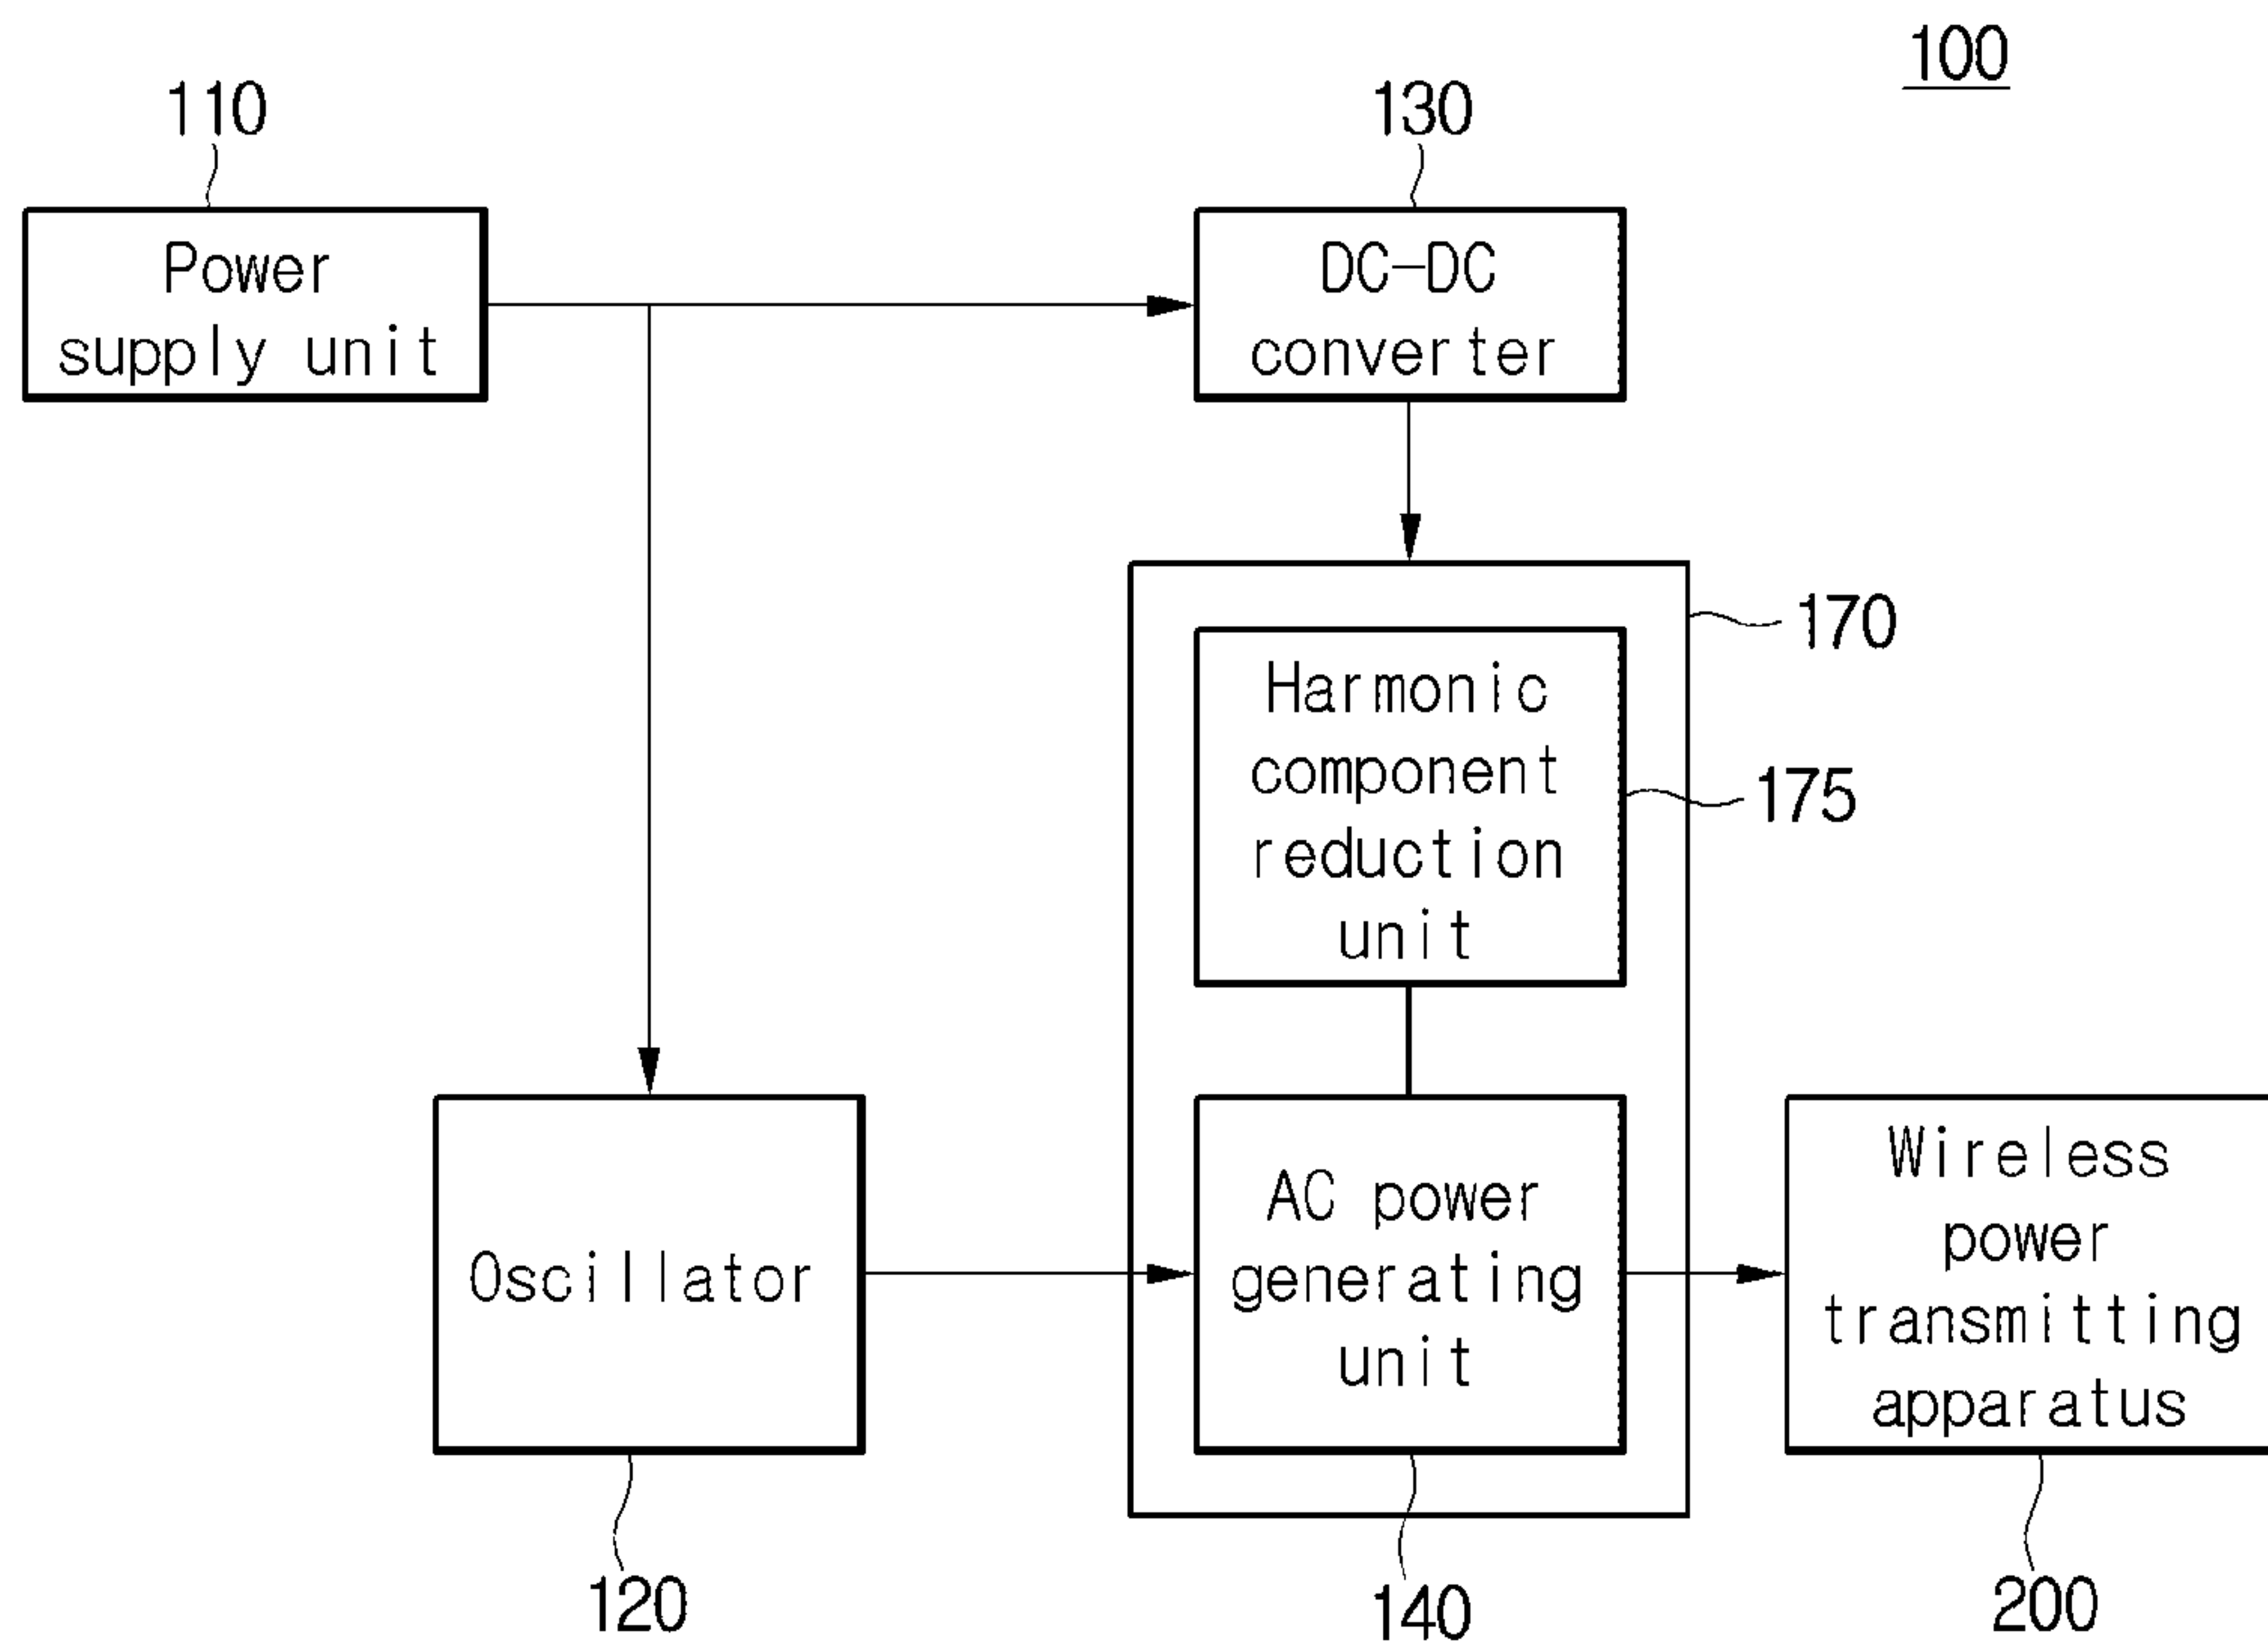 100
110
130
Power
supply unit
DC-DC
converter
170
Harmonic
component
reduction
unit
175
Oscillator
AC power
generating
unit
Wireless
power
transmitting
apparatus
120
140
200